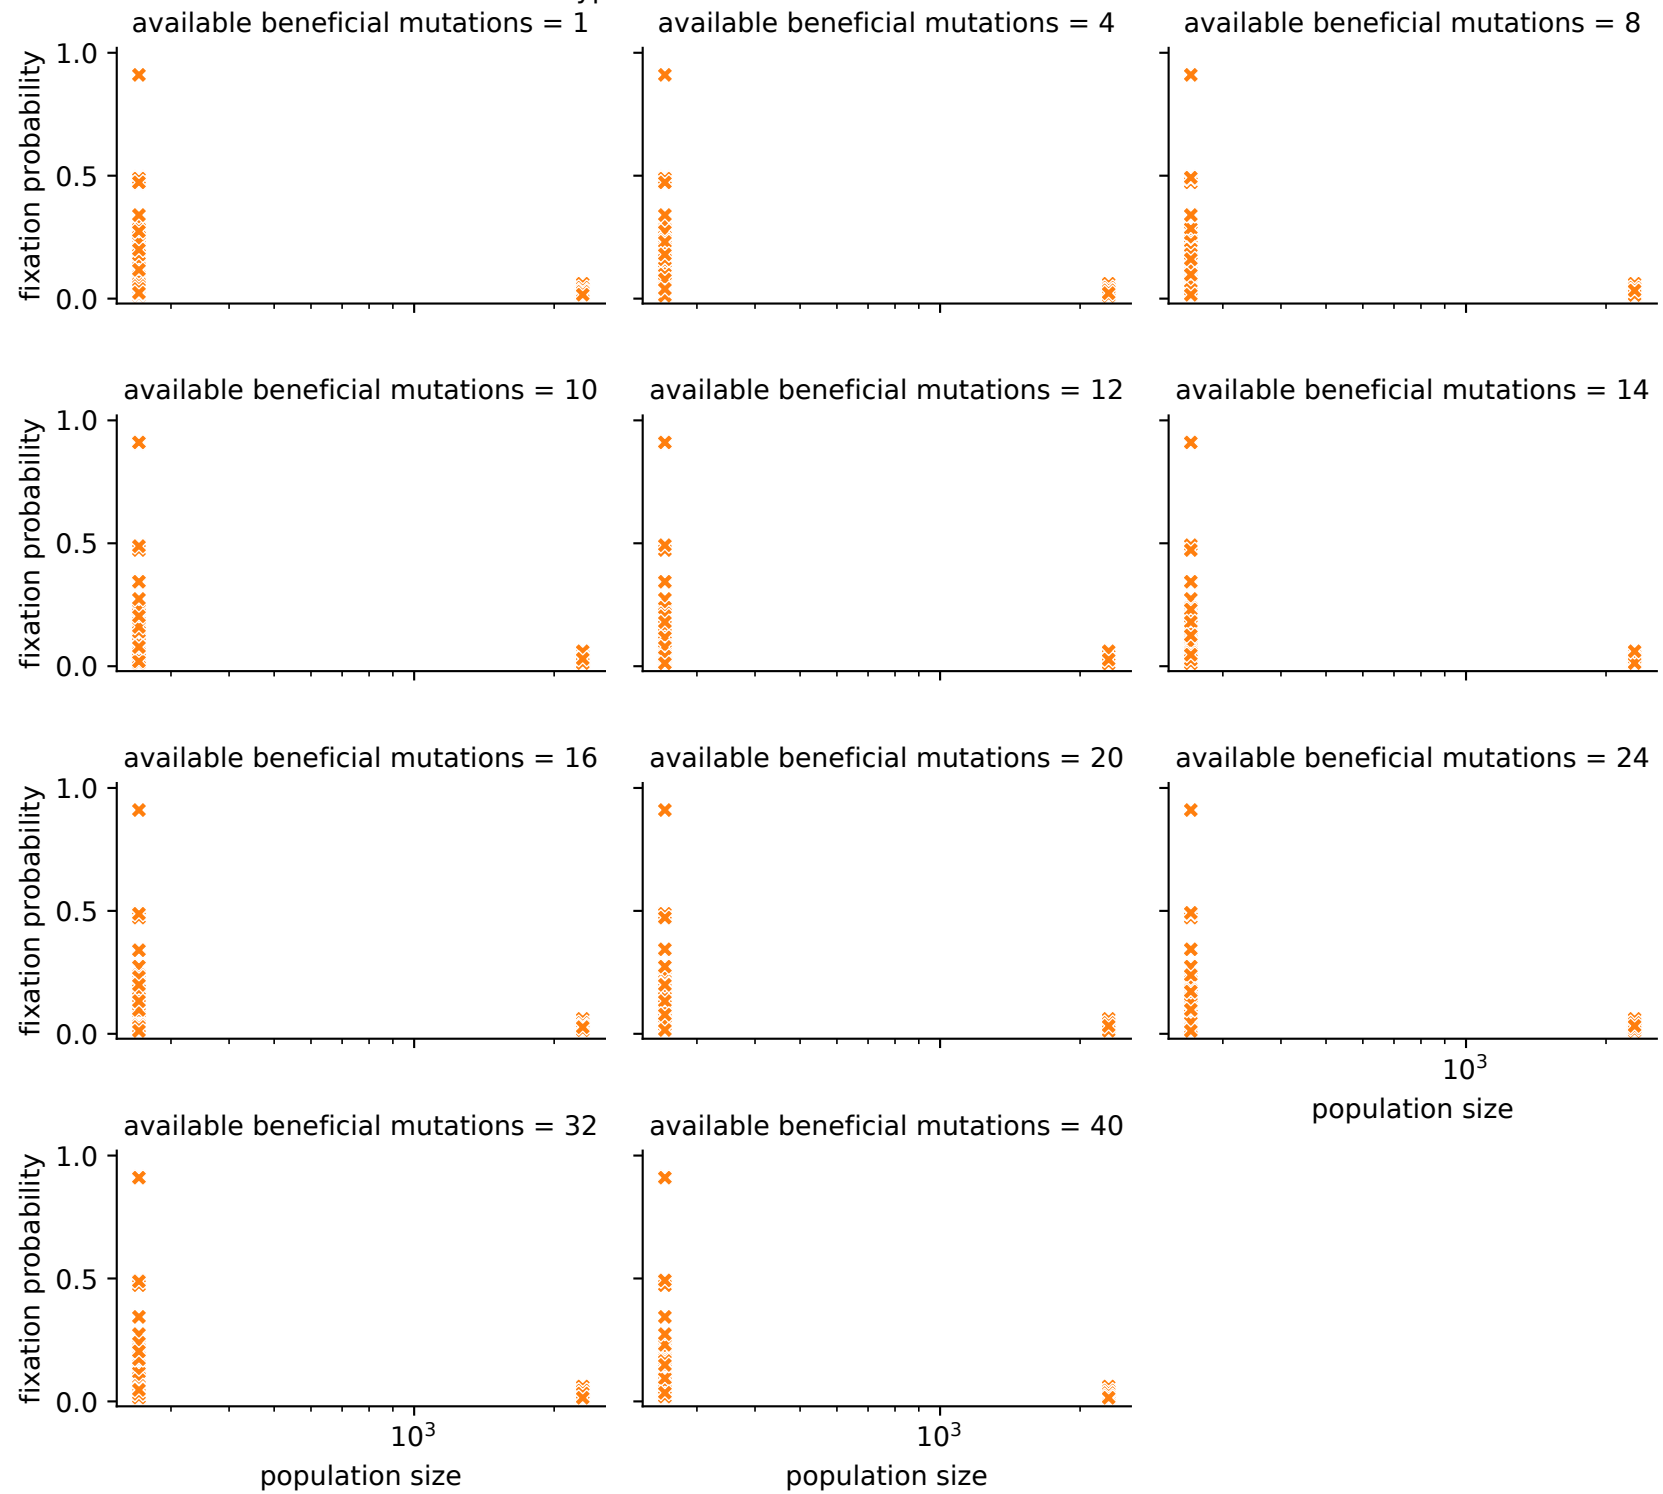 available beneficial mutations = 1
available beneficial mutations = 4
available beneficial mutations = 8
fixation probability
1.0
0.5
0.0
available beneficial mutations = 10
available beneficial mutations = 12
available beneficial mutations = 14
fixation probability
1.0
0.5
0.0
available beneficial mutations = 16
available beneficial mutations = 20
available beneficial mutations = 24
fixation probability
1.0
0.5
0.0
10³
population size
available beneficial mutations = 32
available beneficial mutations = 40
fixation probability
1.0
0.5
0.0
10³
10³
population size
population size